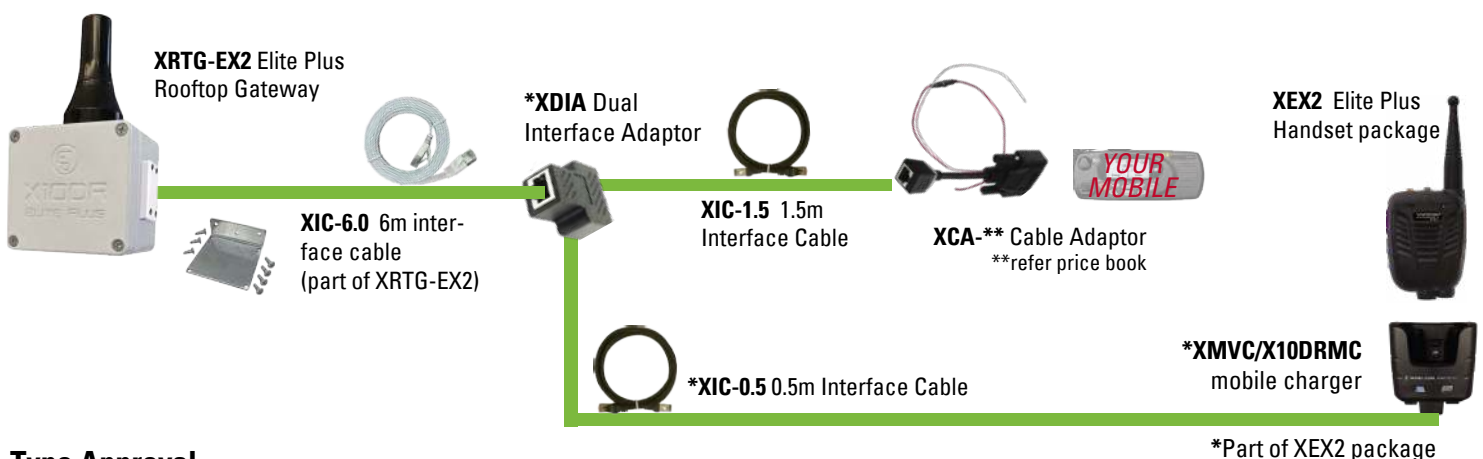 XRTG-EX2 Elite Plus
Rooftop Gateway
*XDIA Dual
Interface Adaptor
XEX2 Elite Plus
Handset package
X10DR
ELITE PLUS
YOUR
MOBILE
XIC-6.0 6m inter-
face cable
(part of XRTG-EX2)
XIC-1.5 1.5m
Interface Cable
XCA-** Cable Adaptor
**refer price book
*XMVC/X10DRMC
mobile charger
*XIC-0.5 0.5m Interface Cable
*Part of XEX2 package